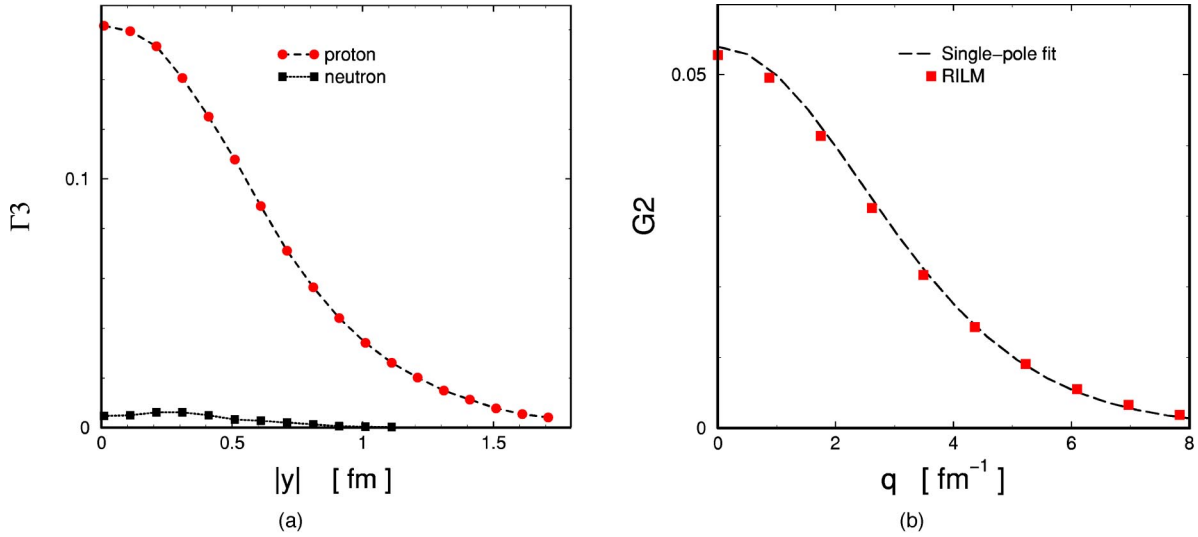 proton
neutron
0.1
Γ3
0
0
0.5
1
1.5
|y| [ fm ]
(a)
Single−pole fit
RILM
0.05
G2
0
0
2
4
6
8
q [ fm⁻¹ ]
(b)